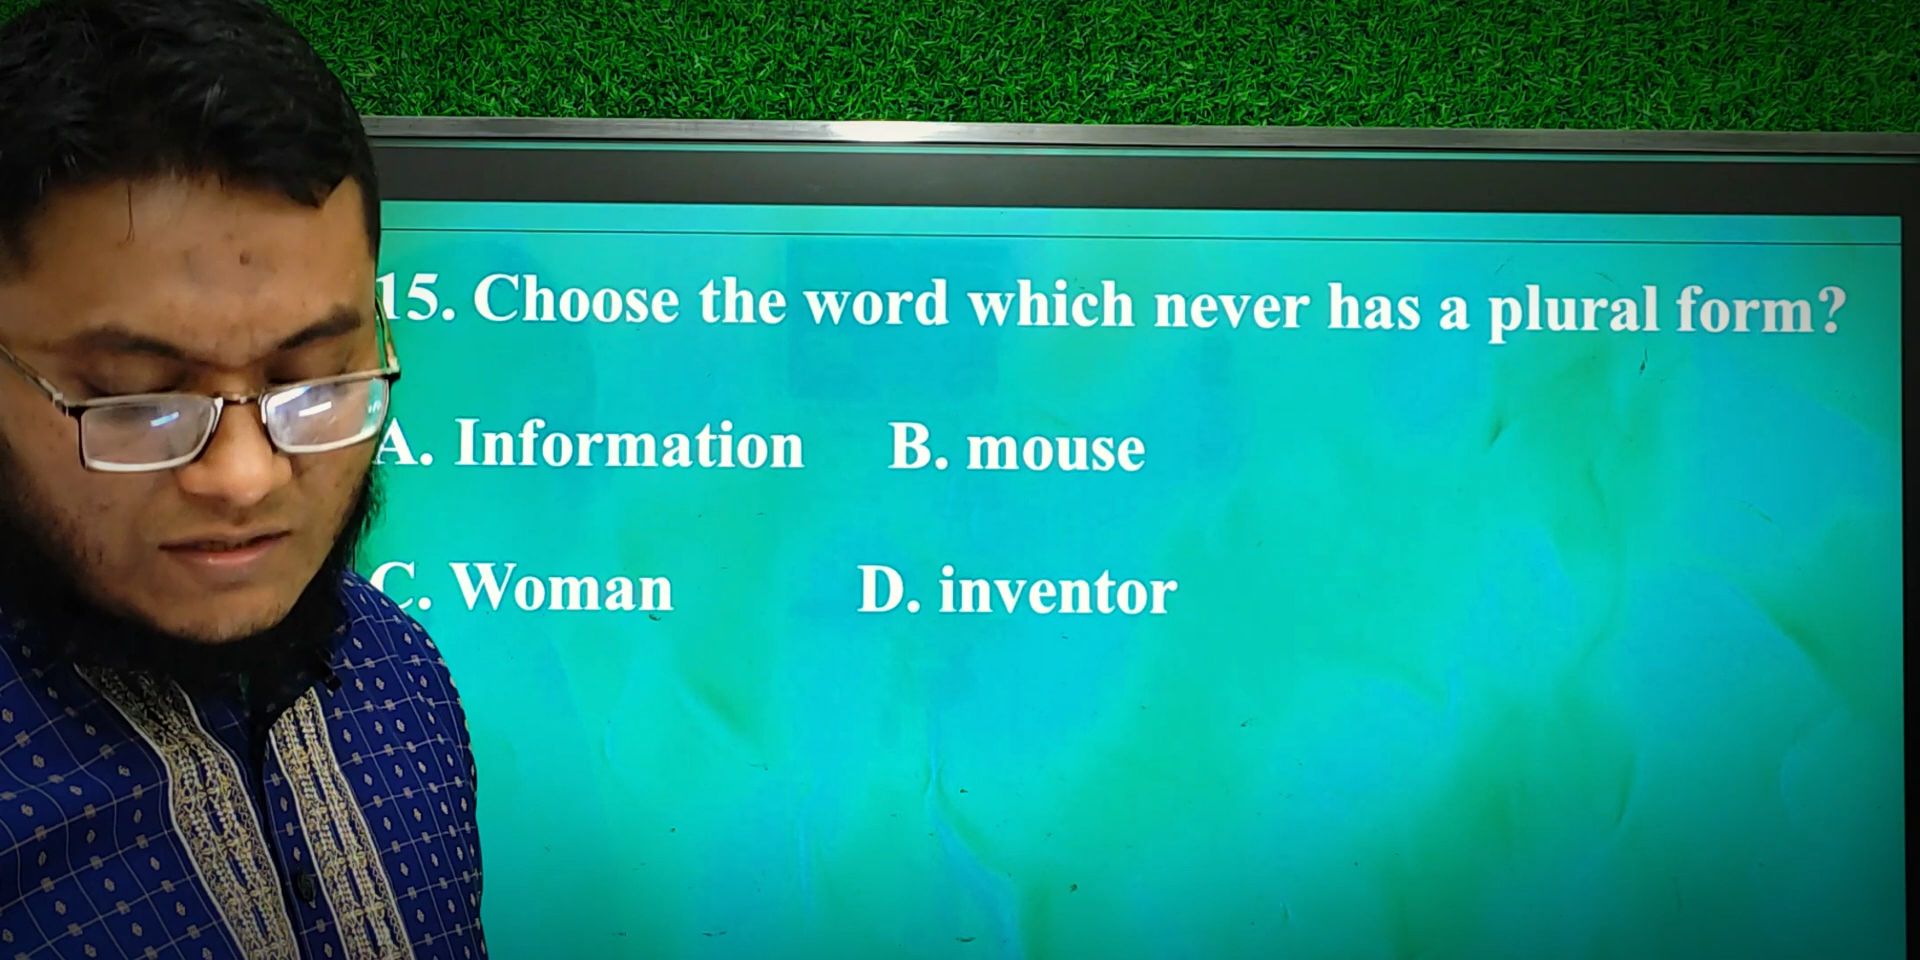 15. Choose the word which never has a plural form?
A. Information B. mouse
C. Woman D. inventor